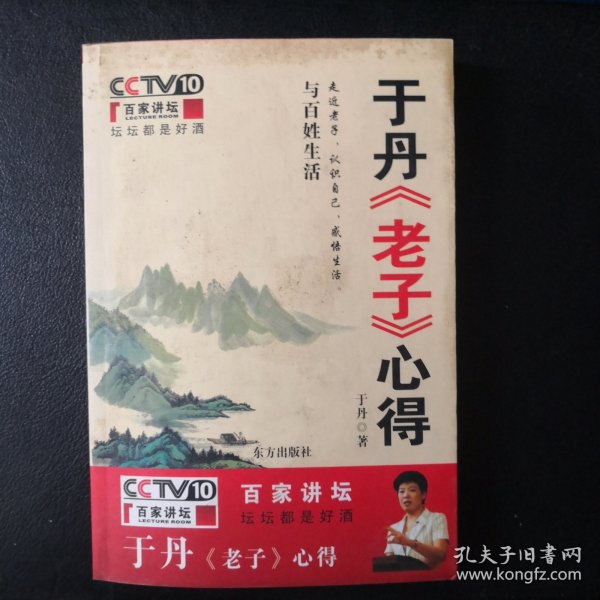 CCTV10
百家讲坛
LECTURE ROOM
坛坛都是好酒
于丹《老子》心得
走近老子，认识自己，感悟生活。
与百姓生活
于丹◎著
东方出版社
CCTV10
百家讲坛
LECTURE ROOM
百家讲坛
坛坛都是好酒
于丹《老子》心得
孔夫子旧书网
www.kongfz.com